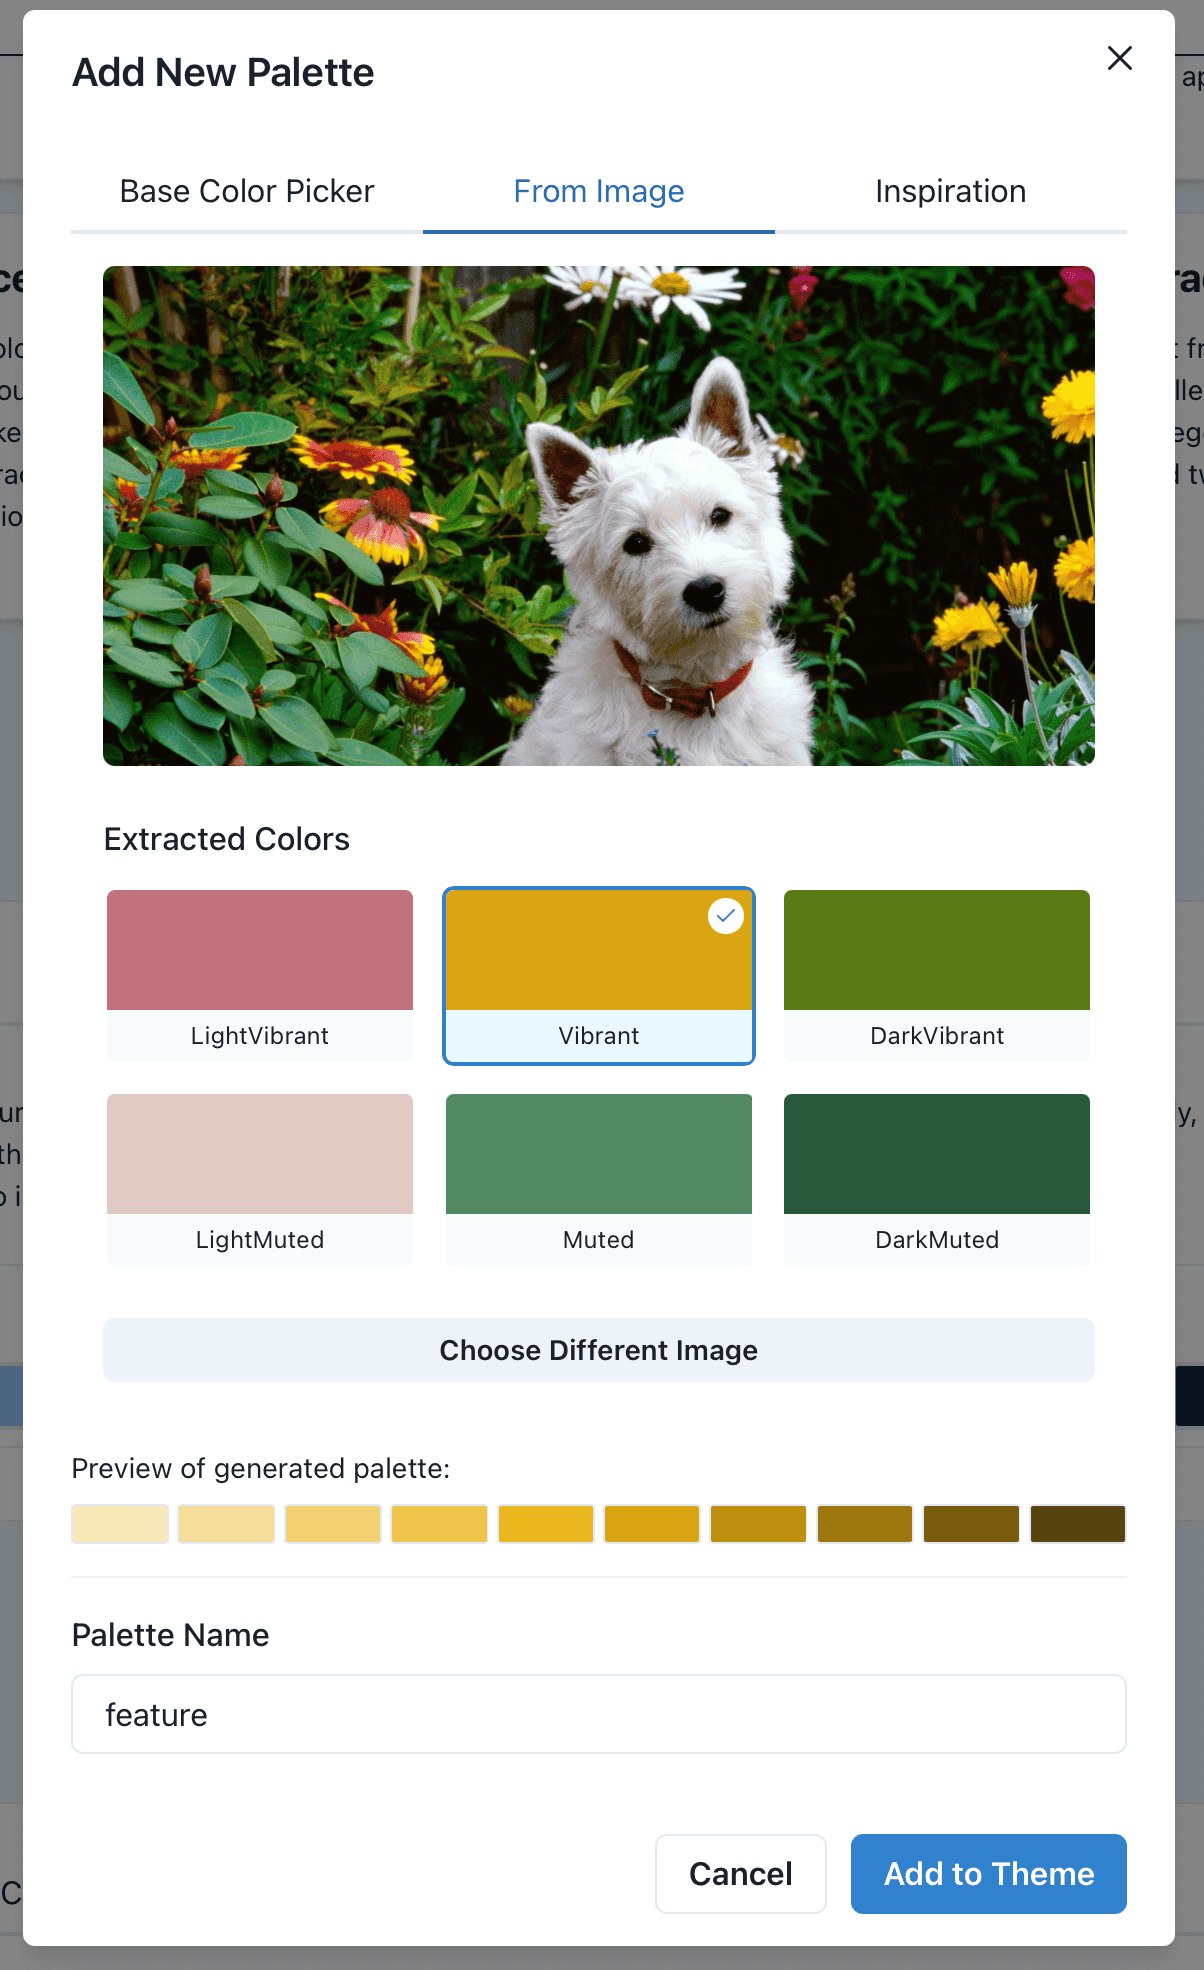 Add New Palette
Base Color Picker
From Image
Inspiration
Extracted Colors
LightVibrant
Vibrant
DarkVibrant
LightMuted
Muted
DarkMuted
Choose Different Image
Preview of generated palette:
Palette Name
feature
Cancel
Add to Theme